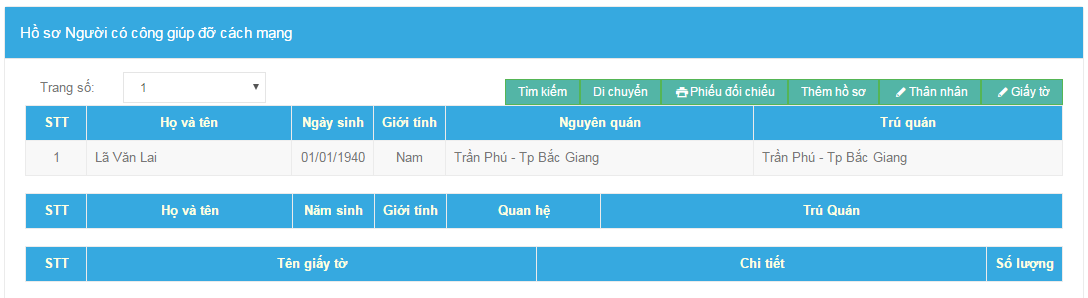 Hồ sơ Người có công giúp đỡ cách mạng
Trang số: 1
Tìm kiếm Di chuyển Phiếu đối chiếu Thêm hồ sơ Thân nhân Giấy tờ
STT Họ và tên Ngày sinh Giới tính Nguyên quán Trú quán
1 Lã Văn Lai 01/01/1940 Nam Trần Phú - Tp Bắc Giang Trần Phú - Tp Bắc Giang
STT Họ và tên Năm sinh Giới tính Quan hệ Trú Quán
STT Tên giấy tờ Chi tiết Số lượng